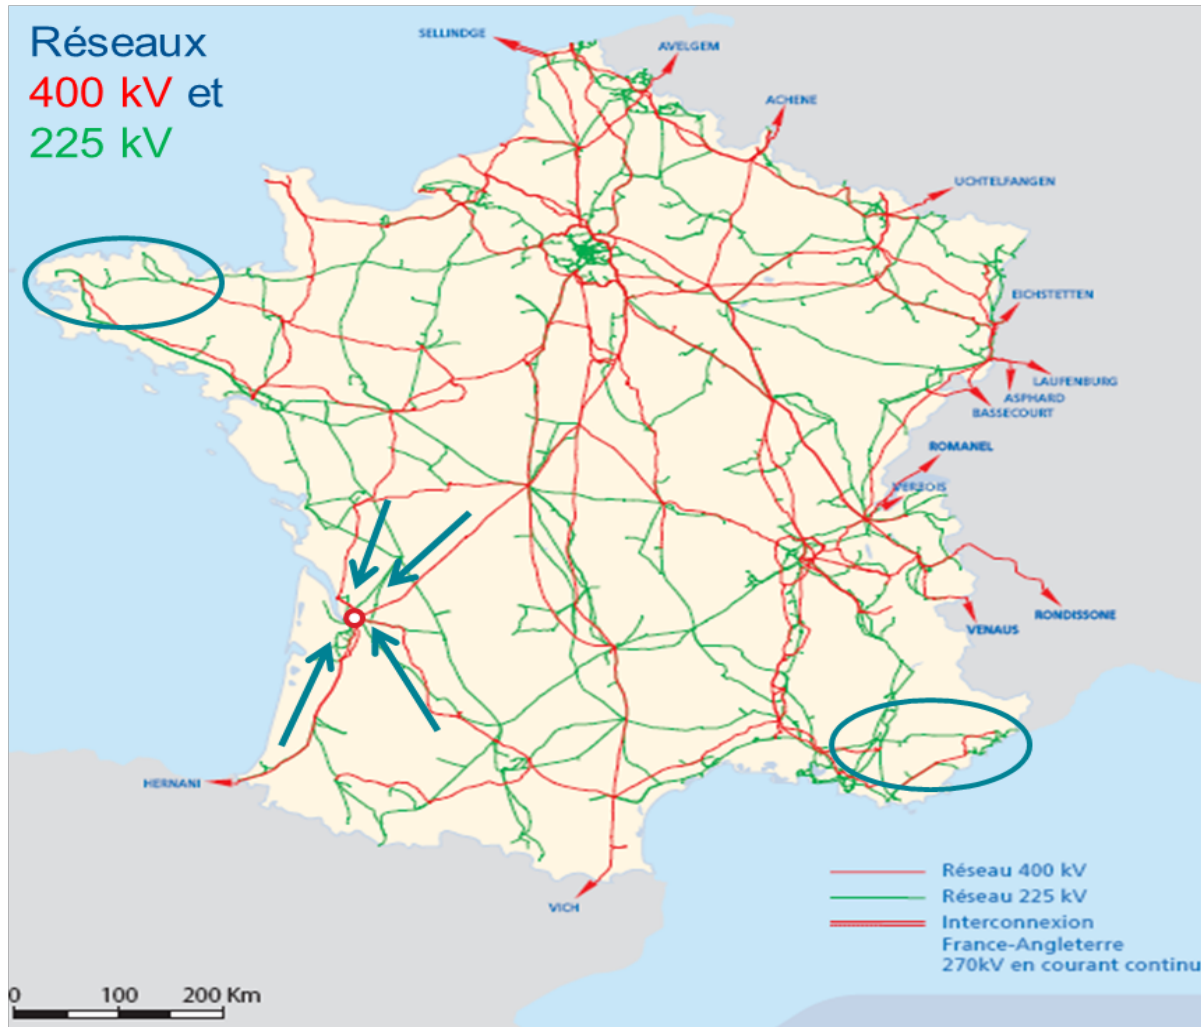 Réseaux
400 kV et
225 kV
SELLINDGE
AVELGEM
ACHENE
UCHTELFANGEN
EICHSTETTEN
LAUFENBURG
ASPHARD
BASSECOURT
ROMANEL
VERBOIS
RONDISSONE
VENAUS
HERNANI
VICH
Réseau 400 kV
Réseau 225 kV
Interconnexion
France-Angleterre
270kV en courant continu
0 100 200 Km